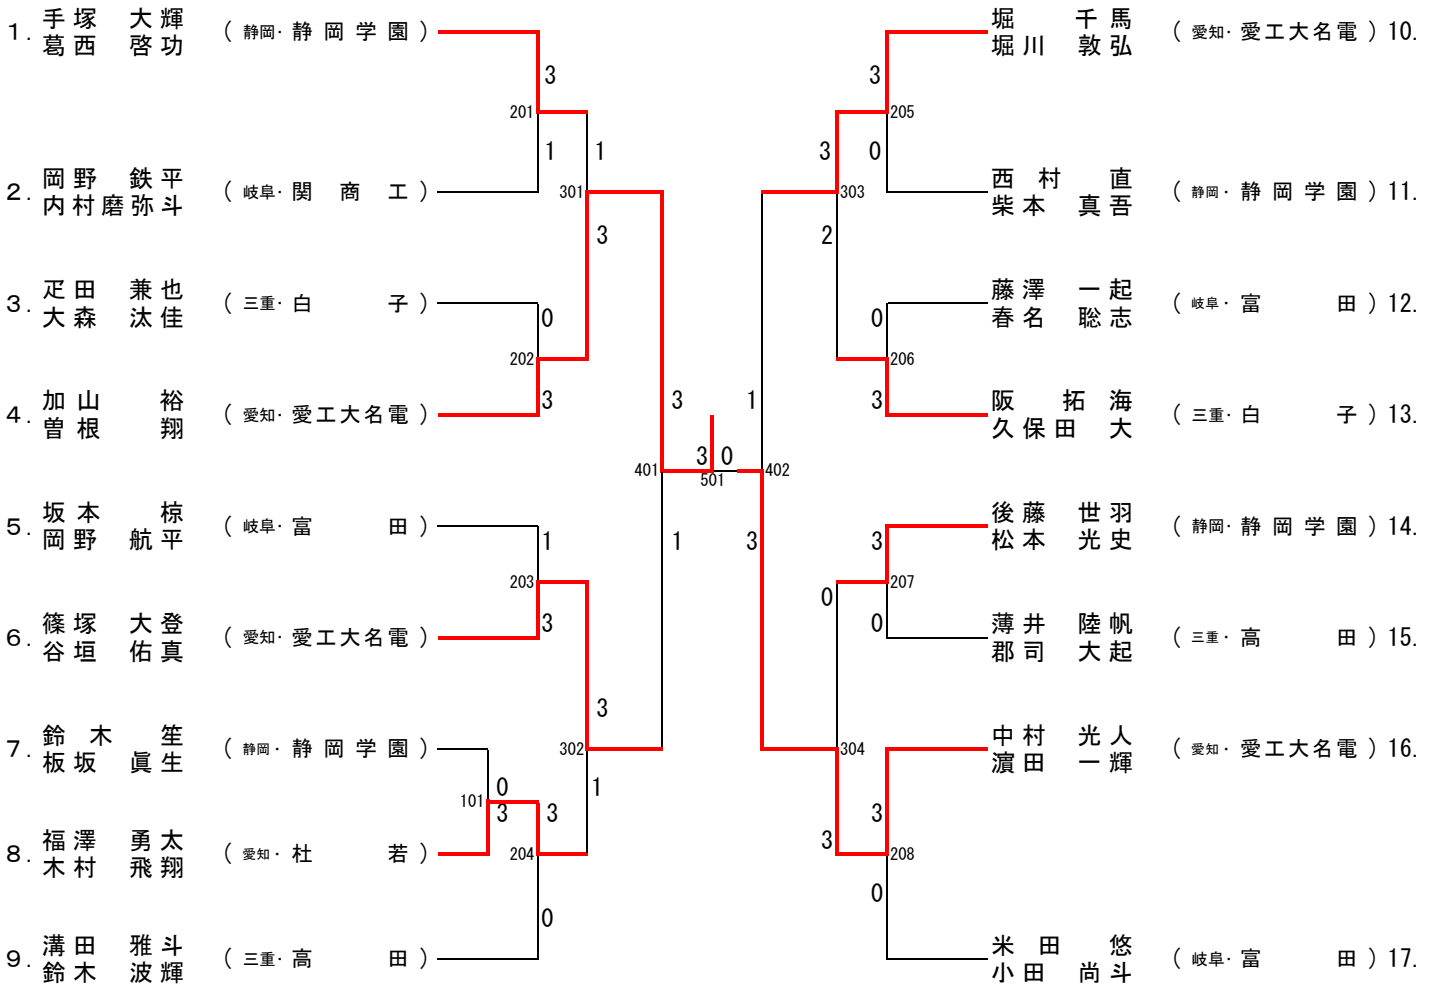 1. 手塚 大輝
葛西 啓功
( 静岡・静岡学園 )
2. 岡野 鉄平
内村磨弥斗
( 岐阜・関商工 )
3. 疋田 兼也
大森 汰佳
( 三重・白子 )
4. 加山 裕
曽根 翔
( 愛知・愛工大名電 )
5. 坂本 椋
岡野 航平
( 岐阜・富田 )
6. 篠塚 大登
谷垣 佑真
( 愛知・愛工大名電 )
7. 鈴木 笙
板坂 眞生
( 静岡・静岡学園 )
8. 福澤 勇太
木村 飛翔
( 愛知・杜若 )
9. 溝田 雅斗
鈴木 波輝
( 三重・高田 )
3
201
1
1
301
3
0
202
3
1
203
3
3
302
1
0
101
3
3
204
0
3
401
1
3 0
501
1
402
3
3
205
0
3
303
2
0
206
3
3
207
0
0
304
3
3
208
0
堀 千馬
堀川 敦弘
( 愛知・愛工大名電 ) 10.
西村 直
柴本 真吾
( 静岡・静岡学園 ) 11.
藤澤 一起
春名 聡志
( 岐阜・富田 ) 12.
阪 拓海
久保田 大
( 三重・白子 ) 13.
後藤 世羽
松本 光史
( 静岡・静岡学園 ) 14.
薄井 陸帆
郡司 大起
( 三重・高田 ) 15.
中村 光人
濵田 一輝
( 愛知・愛工大名電 ) 16.
米田 悠
小田 尚斗
( 岐阜・富田 ) 17.